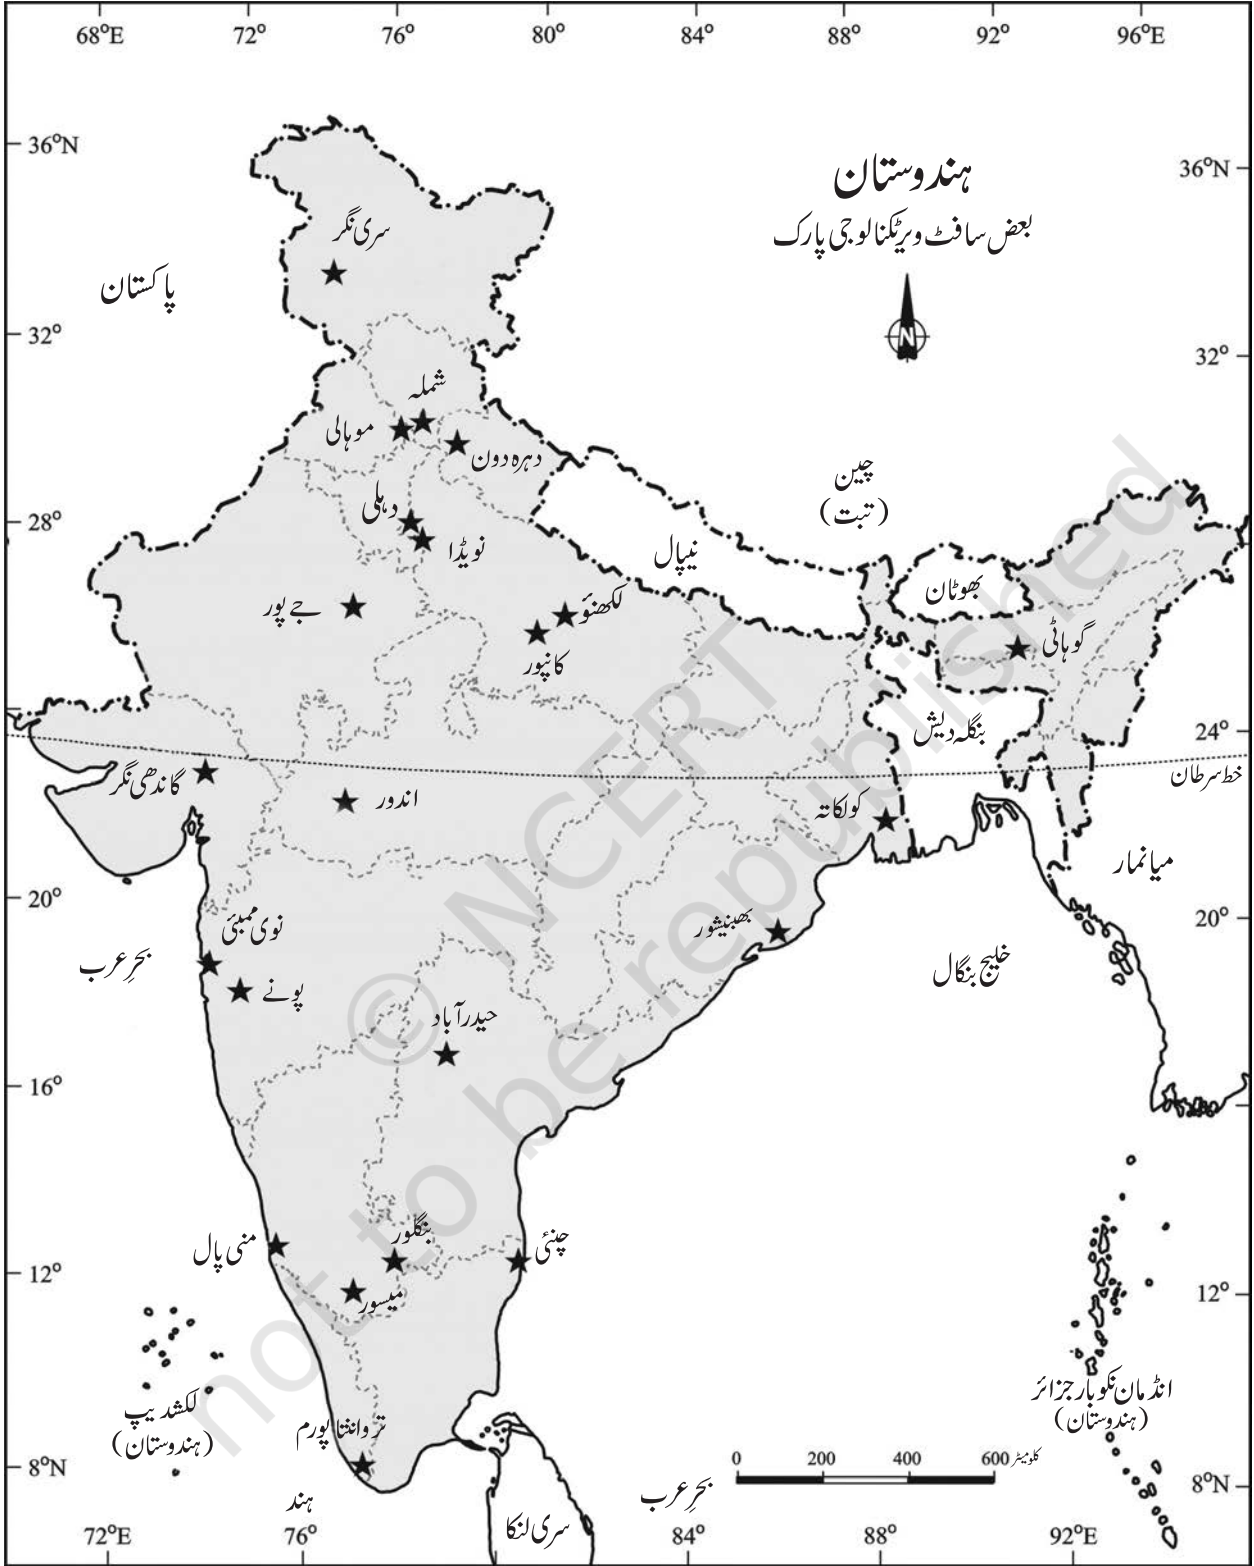 68°E 72° 76° 80° 84° 88° 92° 96°E
36°N
36°N
ہندوستان
بعض سافٹ ویر ٹکنالوجی پارک
سری نگر
پاکستان
N
32°
32°
شملہ
موہالی
دہرہ دون
چین
(تبت)
28°
دہلی
نویڈا
نیپال
بھوٹان
جے پور
لکھنؤ
کانپور
گوہاٹی
بنگلہ دیش
24°
خط سرطان
گاندھی نگر
اندور
کولکاتہ
میانمار
20°
20°
نوی ممبئی
بھبنیشور
بحرِ عرب
خلیج بنگال
پونے
حیدرآباد
16°
منی پال
بنگلور
چنئی
12°
12°
میسور
لکشدیپ
(ہندوستان)
انڈمان نکوبار جزائر
(ہندوستان)
ترواننتا پورم
8°N
0 200 400 600 کلومیٹر
8°N
ہند
سری لنکا
بحرِ عرب
72°E 76° 84° 88° 92°E
© NCERT
not to be republished